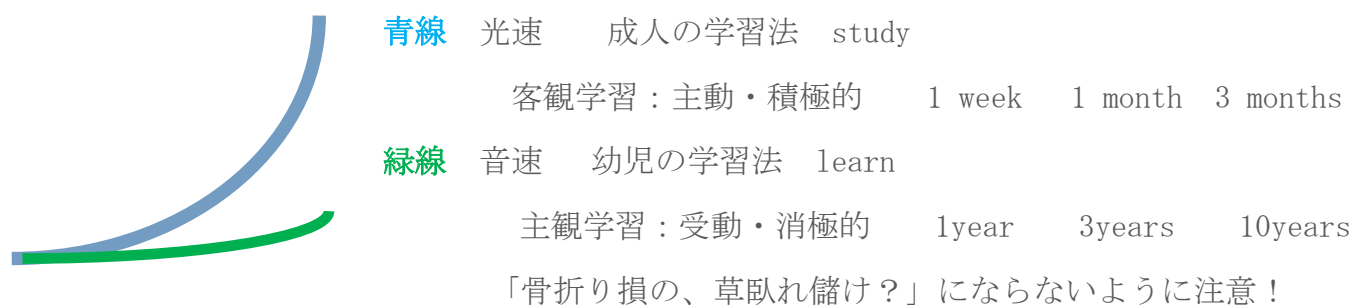 青線 光速 成人の学習法 study
客観学習：主動・積極的 1 week 1 month 3 months
緑線 音速 幼児の学習法 learn
主観学習：受動・消極的 1year 3years 10years
「骨折り損の、草臥れ儲け？」にならないように注意！